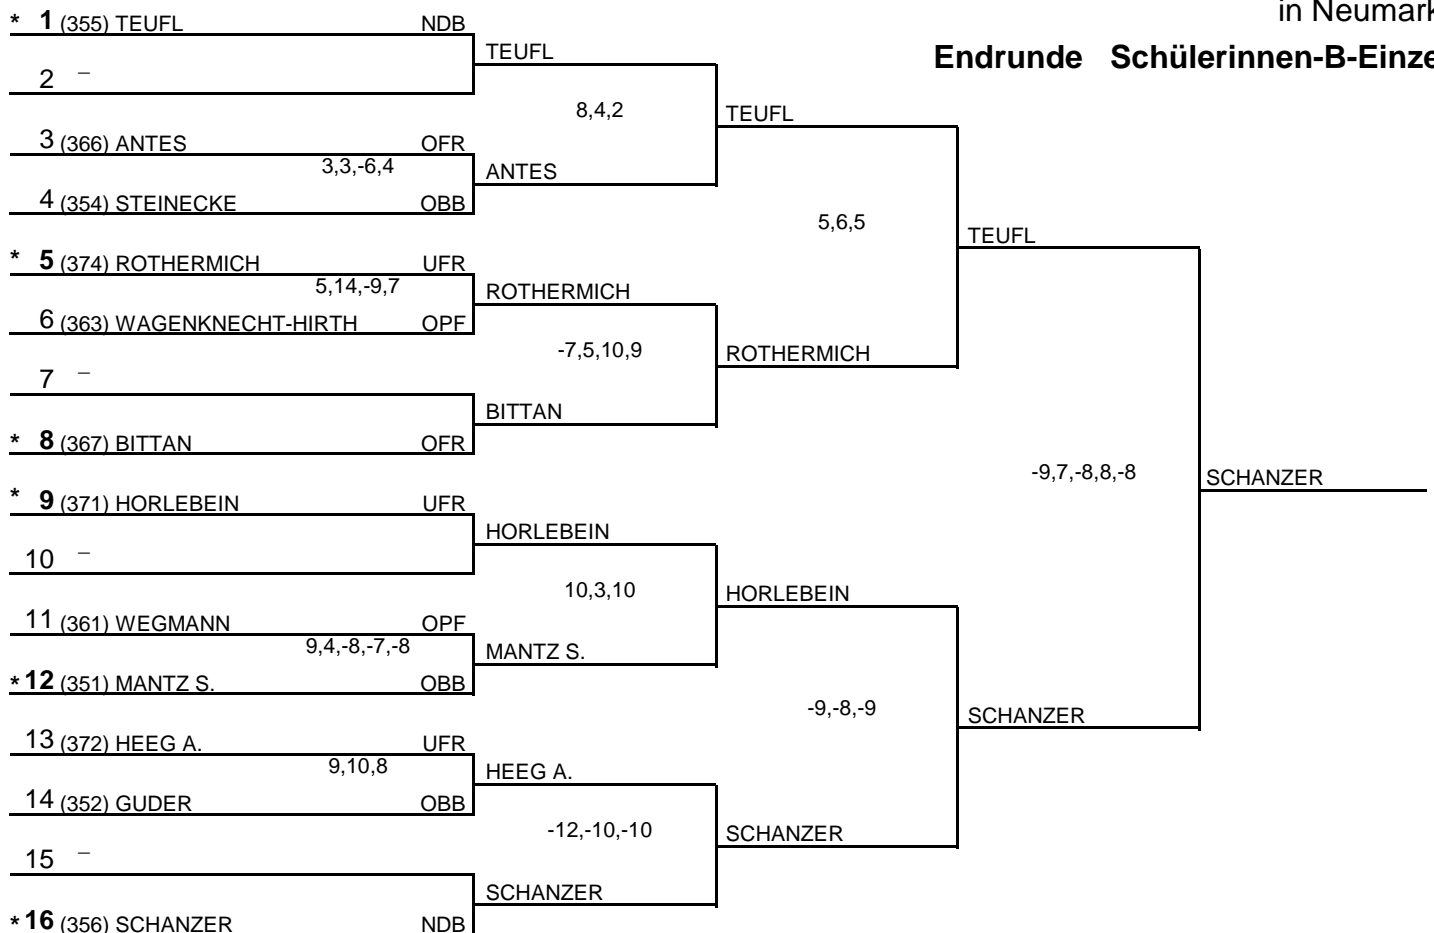 in Neumark
Endrunde Schülerinnen-B-Einze
* 1 (355) TEUFL NDB
TEUFL
2 –
8,4,2
TEUFL
3 (366) ANTES OFR
3,3,-6,4
ANTES
4 (354) STEINECKE OBB
5,6,5
TEUFL
* 5 (374) ROTHERMICH UFR
5,14,-9,7
ROTHERMICH
6 (363) WAGENKNECHT-HIRTH OPF
-7,5,10,9
ROTHERMICH
7 –
BITTAN
* 8 (367) BITTAN OFR
-9,7,-8,8,-8
SCHANZER
* 9 (371) HORLEBEIN UFR
HORLEBEIN
10 –
10,3,10
HORLEBEIN
11 (361) WEGMANN OPF
9,4,-8,-7,-8
MANTZ S.
* 12 (351) MANTZ S. OBB
-9,-8,-9
SCHANZER
13 (372) HEEG A. UFR
9,10,8
HEEG A.
14 (352) GUDER OBB
-12,-10,-10
SCHANZER
15 –
SCHANZER
* 16 (356) SCHANZER NDB